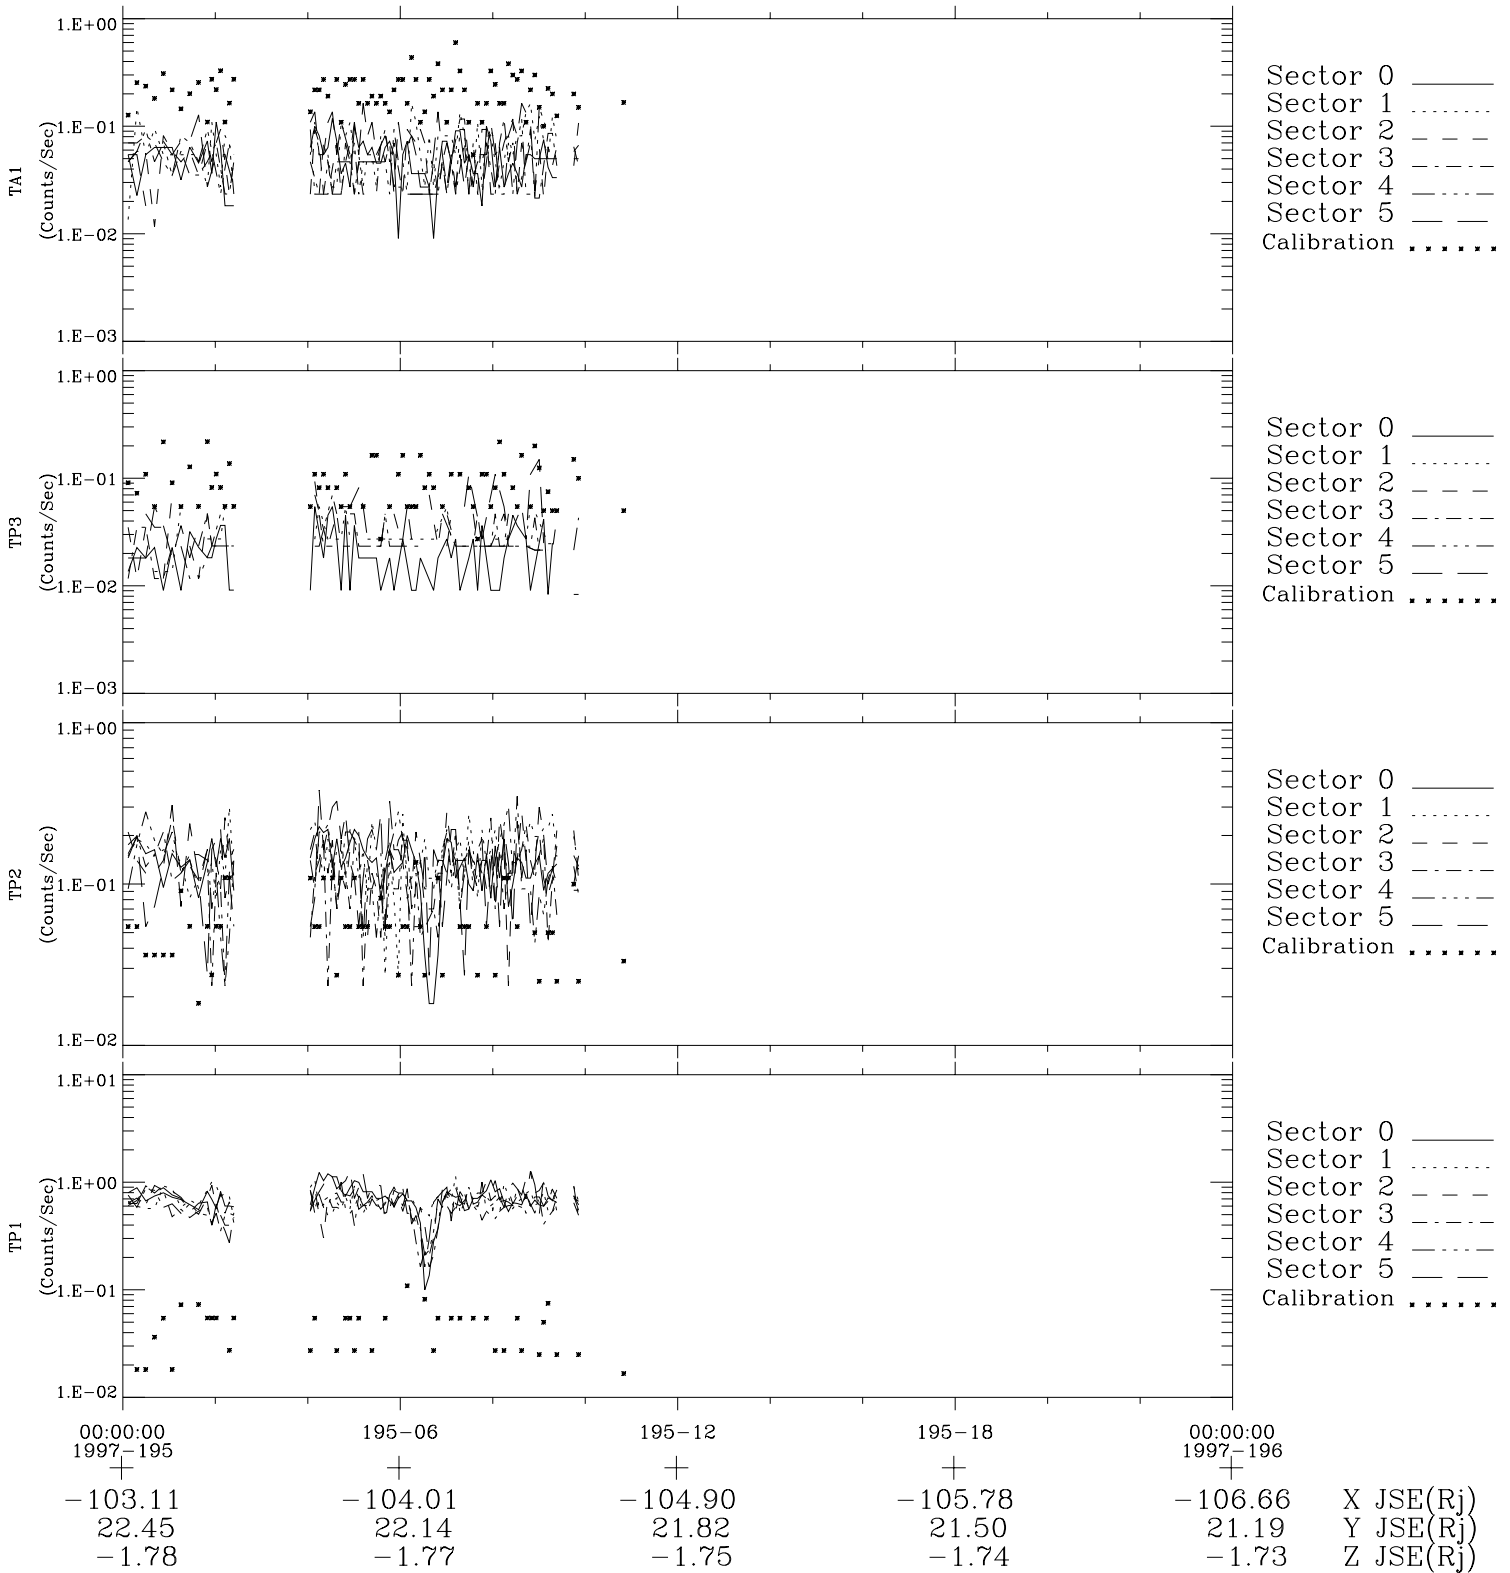 1.E+00
1.E−01
1.E−02
1.E−03
TA1
(Counts/Sec)
Sector 0
Sector 1
Sector 2
Sector 3
Sector 4
Sector 5
Calibration
1.E+00
1.E−01
1.E−02
1.E−03
TP3
(Counts/Sec)
Sector 0
Sector 1
Sector 2
Sector 3
Sector 4
Sector 5
Calibration
1.E+00
1.E−01
1.E−02
TP2
(Counts/Sec)
Sector 0
Sector 1
Sector 2
Sector 3
Sector 4
Sector 5
Calibration
1.E+01
1.E+00
1.E−01
1.E−02
TP1
(Counts/Sec)
Sector 0
Sector 1
Sector 2
Sector 3
Sector 4
Sector 5
Calibration
00:00:00 195−06 195−12 195−18 00:00:00
1997−195 1997−196
−103.11 −104.01 −104.90 −105.78 −106.66 X JSE(Rj)
22.45 22.14 21.82 21.50 21.19 Y JSE(Rj)
−1.78 −1.77 −1.75 −1.74 −1.73 Z JSE(Rj)